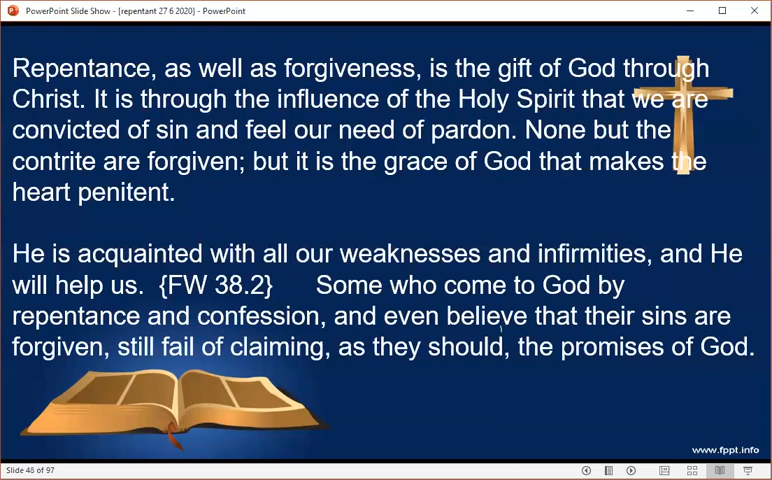 PowerPoint Slide Show - [repentant 27 6 2020] - PowerPoint
Repentance, as well as forgiveness, is the gift of God through
Christ. It is through the influence of the Holy Spirit that we are
convicted of sin and feel our need of pardon. None but the
contrite are forgiven; but it is the grace of God that makes the
heart penitent.
He is acquainted with all our weaknesses and infirmities, and He
will help us. {FW 38.2} Some who come to God by
repentance and confession, and even believe that their sins are
forgiven, still fail of claiming, as they should, the promises of God.
www.fppt.info
Slide 48 of 97